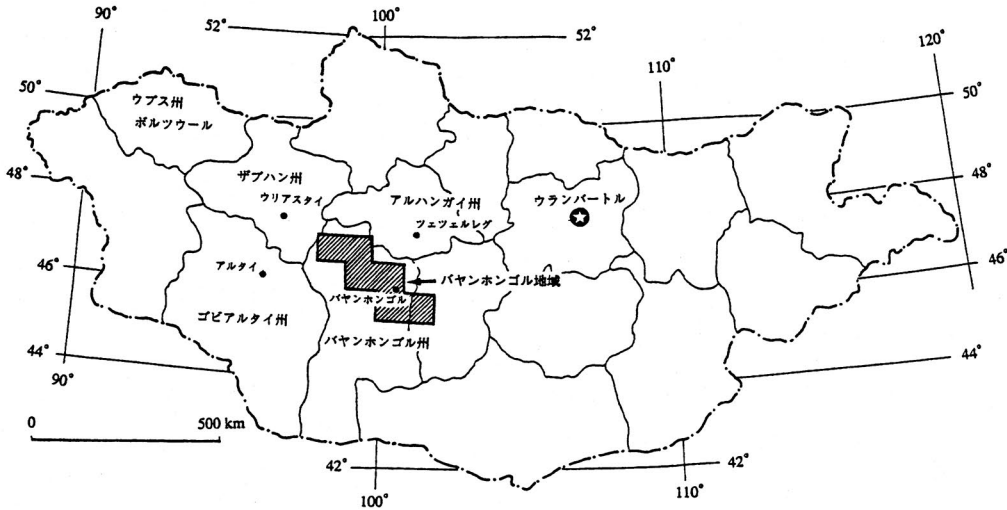 90°
52°
100°
52°
110°
120°
50°
ウブス州
ボルツウール
50°
48°
ザブハン州
ウリアスタイ
アルハンガイ州
ツェツェルレグ
ウランバートル
48°
46°
アルタイ
バヤンホンゴル
バヤンホンゴル地域
46°
ゴビアルタイ州
バヤンホンゴル州
44°
90°
44°
0
500 km
42°
100°
42°
110°